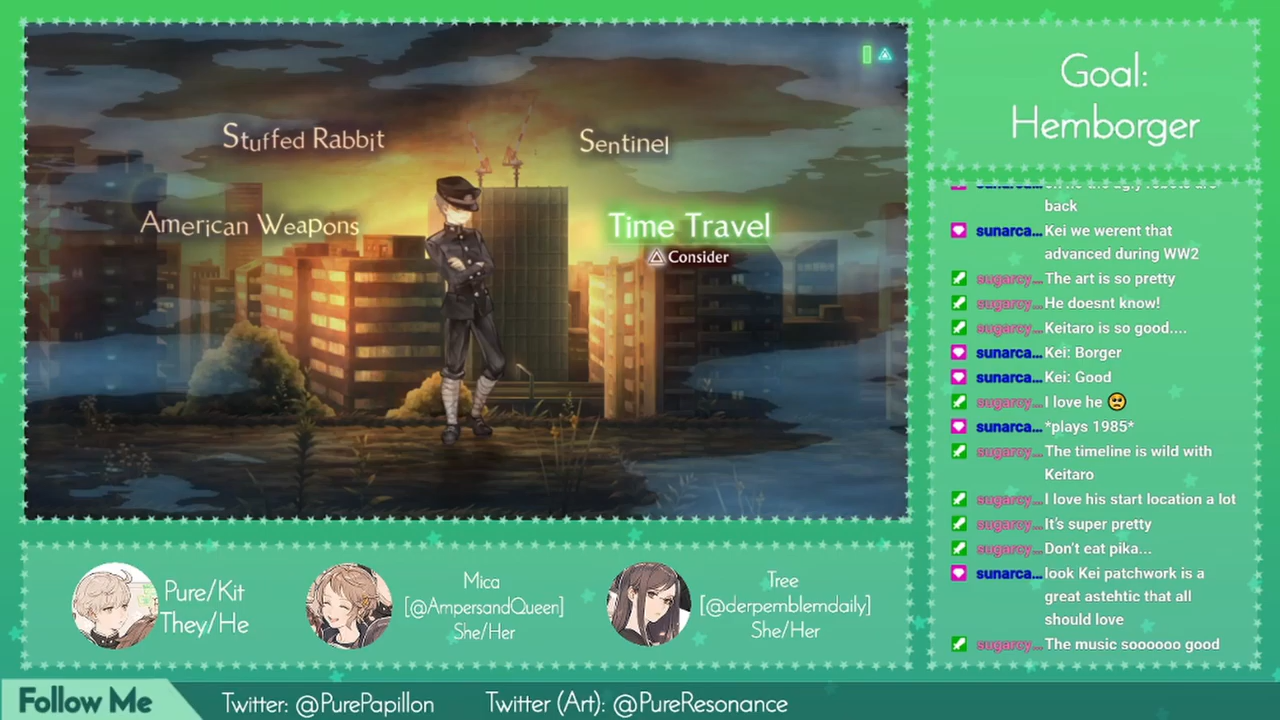 Stuffed Rabbit
Sentinel
American Weapons
Time Travel
Consider
Goal:
Hemborger
back
sunarca... Kei we werent that
advanced during WW2
sugarcy... The art is so pretty
sugarcy... He doesnt know!
sugarcy... Keitaro is so good....
sunarca... Kei: Borger
sunarca... Kei: Good
sugarcy... I love he 🥺
sunarca... *plays 1985*
sugarcy... The timeline is wild with
Keitaro
sugarcy... I love his start location a lot
sugarcy... It's super pretty
sugarcy... Don't eat pika...
sunarca... look Kei patchwork is a
great astehtic that all
should love
sugarcy... The music soooooo good
Pure/Kit
They/He
Mica
[@AmpersandQueen]
She/Her
Tree
[@derpemblemdaily]
She/Her
Follow Me
Twitter: @PurePapillon
Twitter (Art): @PureResonance